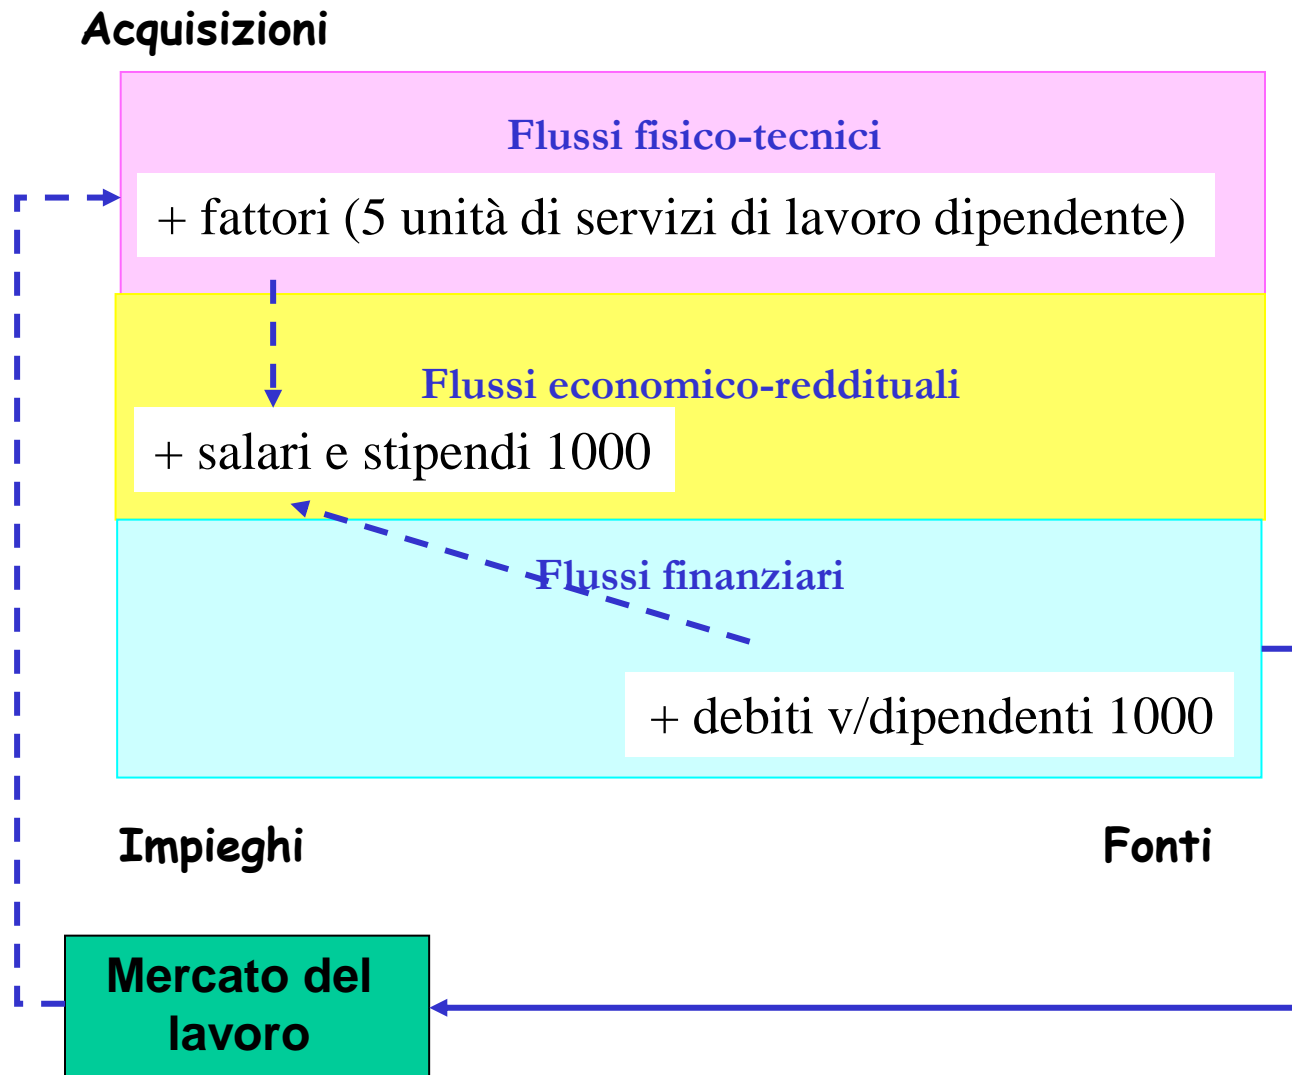 Acquisizioni
Flussi fisico-tecnici
+ fattori (5 unità di servizi di lavoro dipendente)
Flussi economico-reddituali
+ salari e stipendi 1000
Flussi finanziari
+ debiti v/dipendenti 1000
Impieghi
Fonti
Mercato del
lavoro